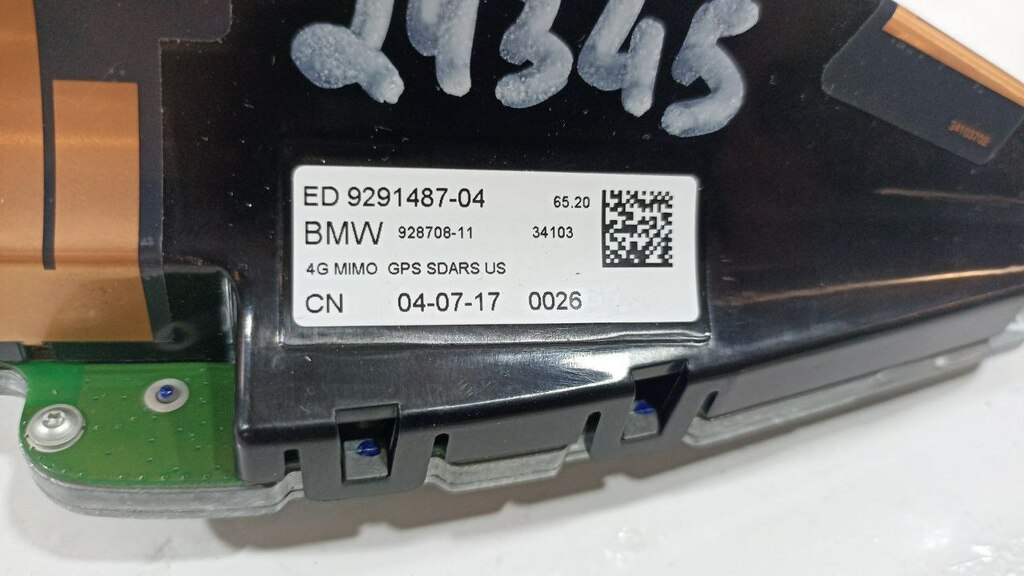 29345
ED 9291487-04 65.20
BMW 928708-11 34103
4G MIMO GPS SDARS US
CN 04-07-17 0026